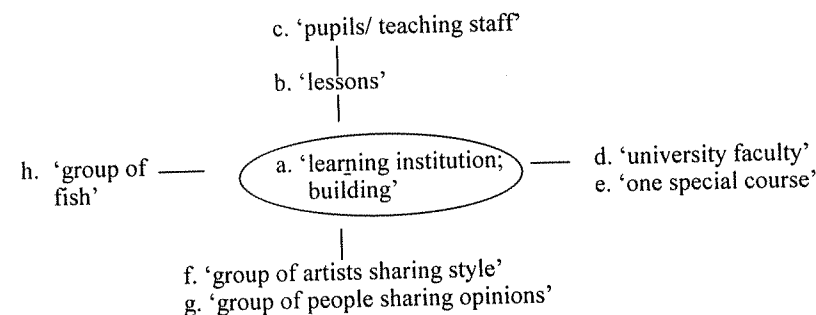 c. ‘pupils/ teaching staff’
b. ‘lessons’
h. ‘group of
fish’
a. ‘learning institution;
building’
d. ‘university faculty’
e. ‘one special course’
f. ‘group of artists sharing style’
g. ‘group of people sharing opinions’